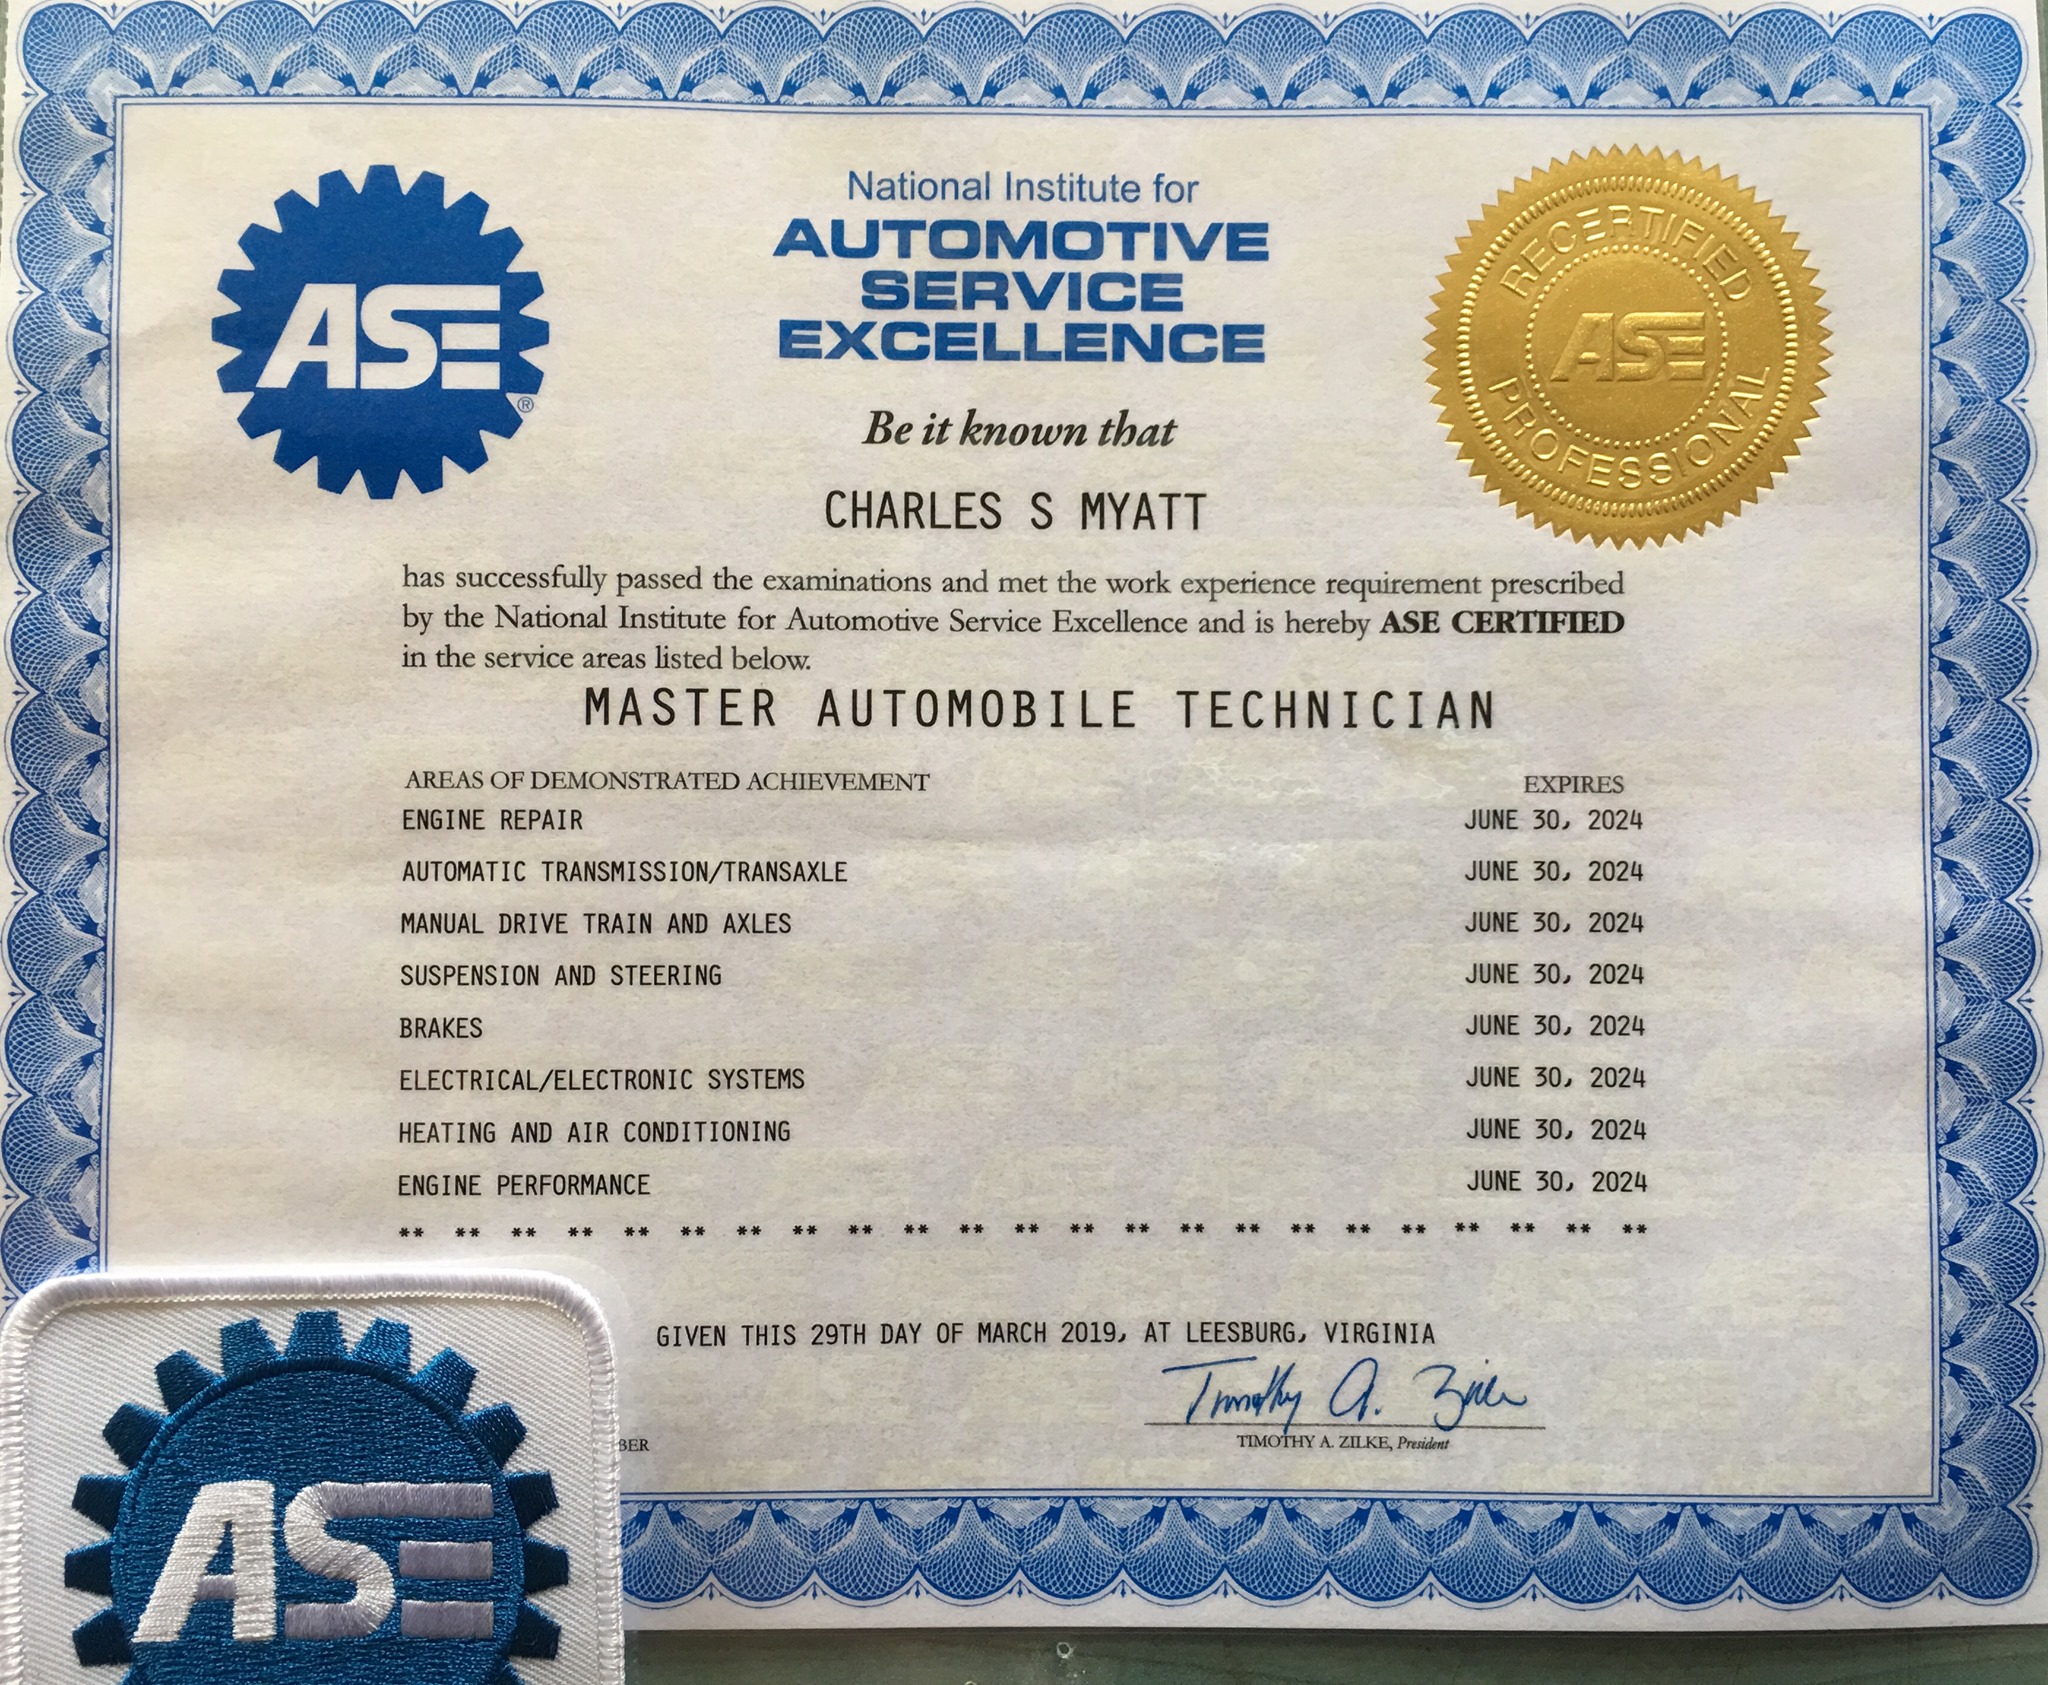 National Institute for
AUTOMOTIVE
SERVICE
EXCELLENCE
ASE
®
RECERTIFIED
ASE
PROFESSIONAL
Be it known that
CHARLES S MYATT
has successfully passed the examinations and met the work experience requirement prescribed
by the National Institute for Automotive Service Excellence and is hereby ASE CERTIFIED
in the service areas listed below.
MASTER AUTOMOBILE TECHNICIAN
AREAS OF DEMONSTRATED ACHIEVEMENT EXPIRES
ENGINE REPAIR JUNE 30, 2024
AUTOMATIC TRANSMISSION/TRANSAXLE JUNE 30, 2024
MANUAL DRIVE TRAIN AND AXLES JUNE 30, 2024
SUSPENSION AND STEERING JUNE 30, 2024
BRAKES JUNE 30, 2024
ELECTRICAL/ELECTRONIC SYSTEMS JUNE 30, 2024
HEATING AND AIR CONDITIONING JUNE 30, 2024
ENGINE PERFORMANCE JUNE 30, 2024
** ** ** ** ** ** ** ** ** ** ** ** ** ** ** ** ** ** ** ** ** ** **
GIVEN THIS 29TH DAY OF MARCH 2019, AT LEESBURG, VIRGINIA
Timothy A. Zilke
BER
TIMOTHY A. ZILKE, President
ASE